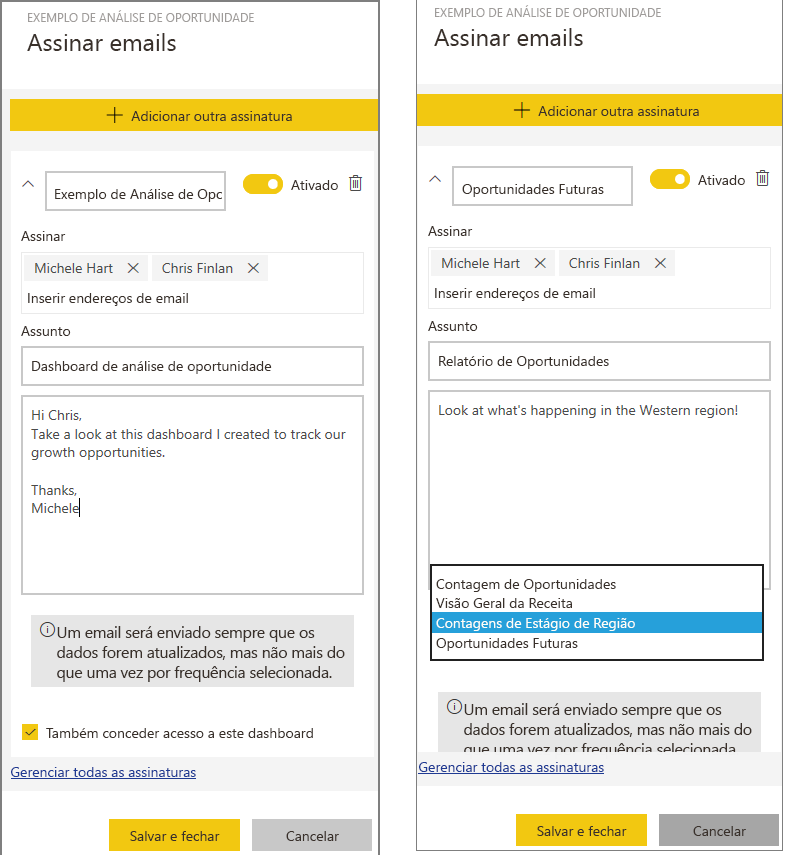 EXEMPLO DE ANÁLISE DE OPORTUNIDADE
Assinar emails
Adicionar outra assinatura
Exemplo de Análise de Opc
Ativado
Assinar
Michele Hart
Chris Finlan
Inserir endereços de email
Assunto
Dashboard de análise de oportunidade
Hi Chris,
Take a look at this dashboard I created to track our
growth opportunities.
Thanks,
Michele
Um email será enviado sempre que os
dados forem atualizados, mas não mais do
que uma vez por frequência selecionada.
Também conceder acesso a este dashboard
Gerenciar todas as assinaturas
Salvar e fechar
Cancelar
EXEMPLO DE ANÁLISE DE OPORTUNIDADE
Assinar emails
Adicionar outra assinatura
Oportunidades Futuras
Ativado
Assinar
Michele Hart
Chris Finlan
Inserir endereços de email
Assunto
Relatório de Oportunidades
Look at what's happening in the Western region!
Contagem de Oportunidades
Visão Geral da Receita
Contagens de Estágio de Região
Oportunidades Futuras
Um email será enviado sempre que os
dados forem atualizados, mas não mais do
que uma vez por frequência selecionada.
Gerenciar todas as assinaturas
Salvar e fechar
Cancelar